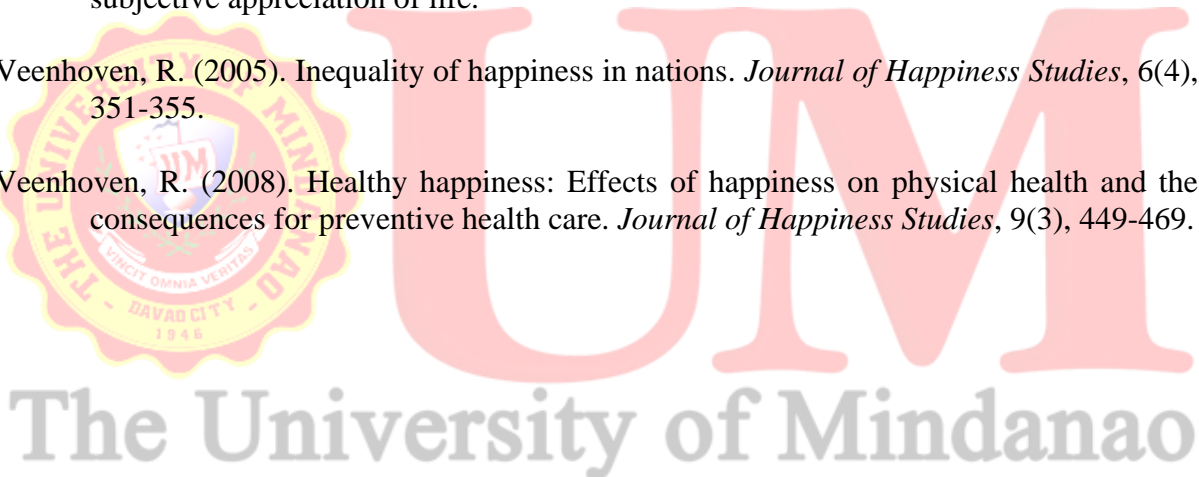 subjective appreciation of life.
Veenhoven, R. (2005). Inequality of happiness in nations. Journal of Happiness Studies, 6(4),
351-355.
Veenhoven, R. (2008). Healthy happiness: Effects of happiness on physical health and the
consequences for preventive health care. Journal of Happiness Studies, 9(3), 449-469.
UM
THE UNIVERSITY OF MINDANAO
UM
VINCIT OMNIA VERITAS
DAVAO CITY
1946
The University of Mindanao